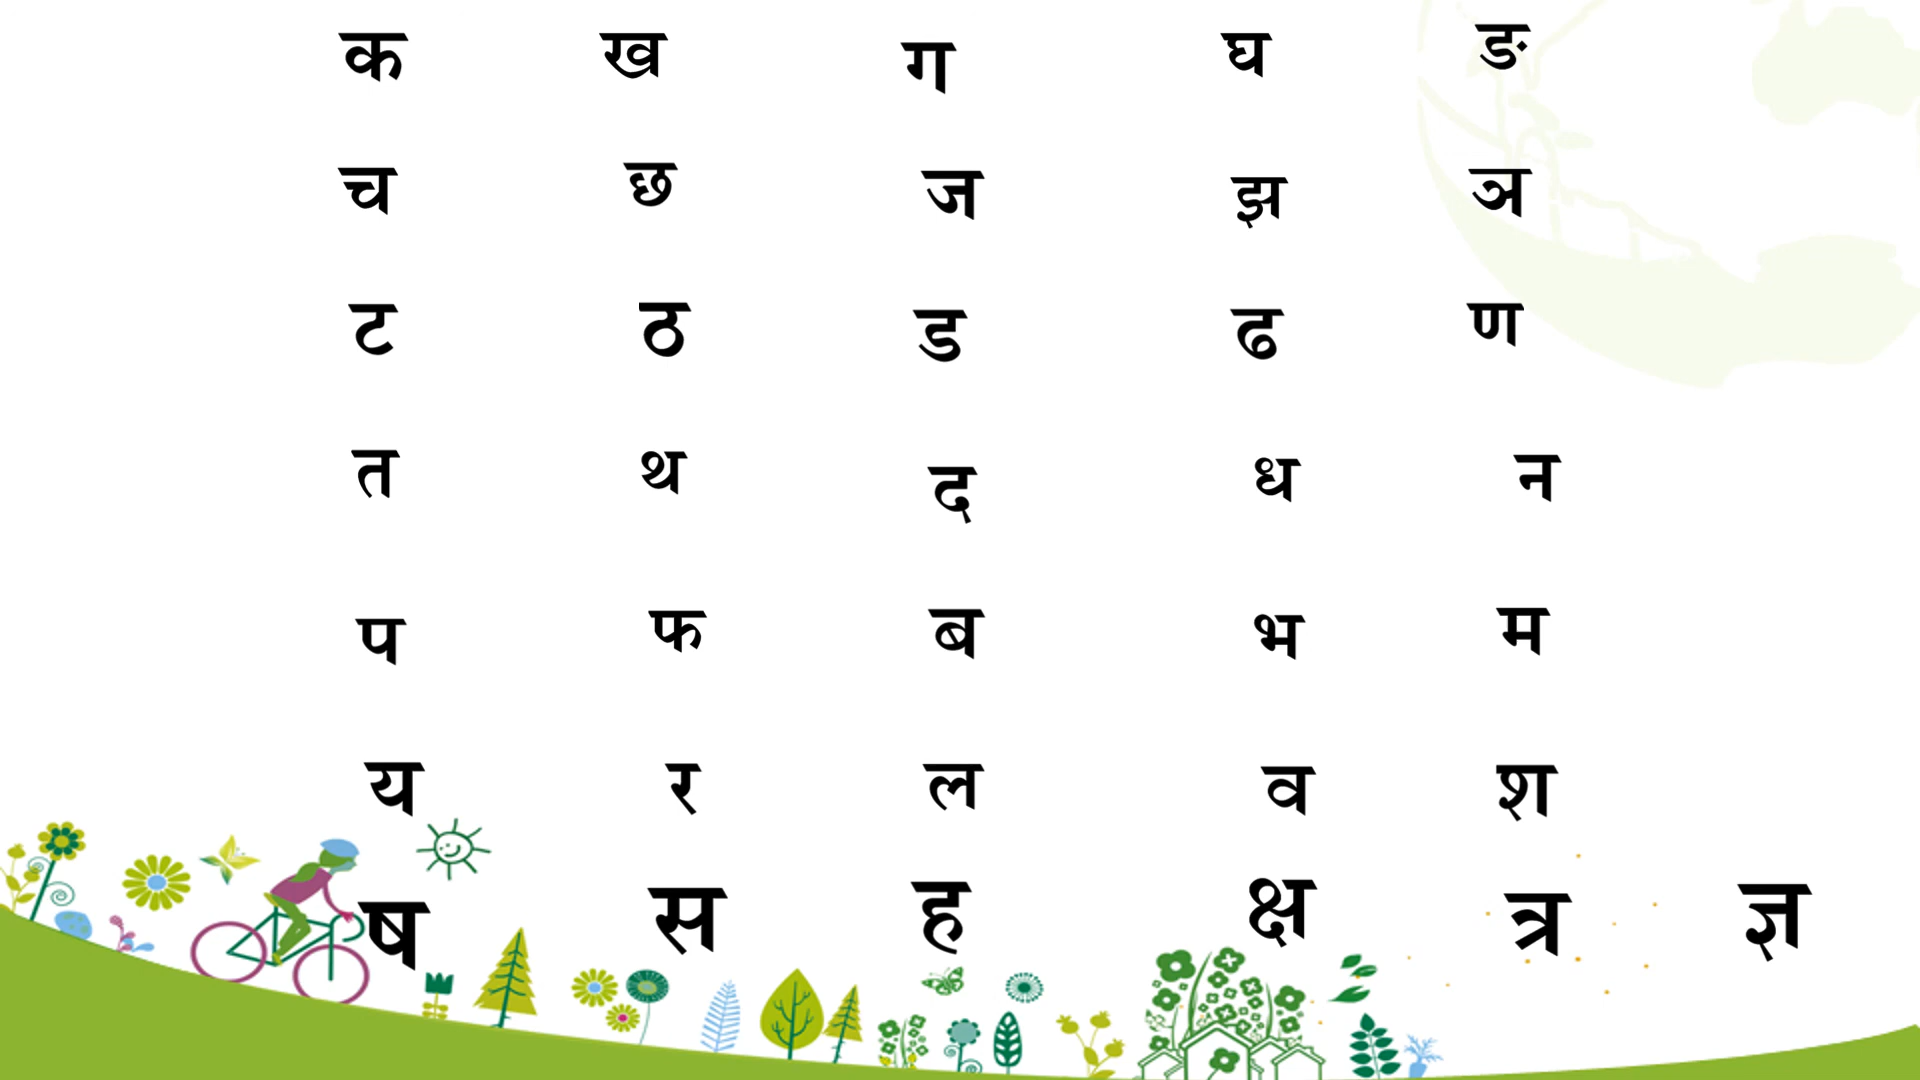 क ख ग घ ङ
च छ ज झ ञ
ट ठ ड ढ ण
त थ द ध न
प फ ब भ म
य र ल व श
ष स ह क्ष त्र ज्ञ